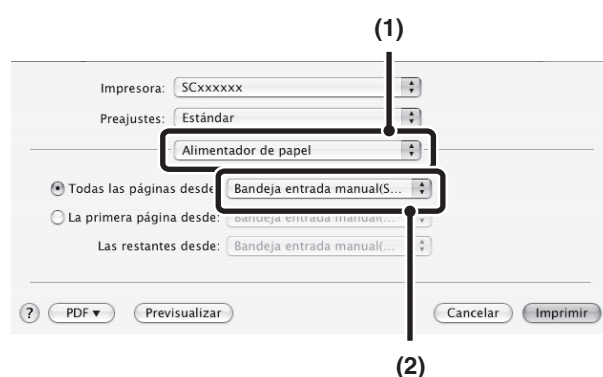 (1)
Impresora: SCxxxxxx
Preajustes: Estándar
Alimentador de papel
Todas las páginas desde: Bandeja entrada manual(S...
La primera página desde: Bandeja entrada manual(...
Las restantes desde: Bandeja entrada manual(...
? PDF Previsualizar Cancelar Imprimir
(2)